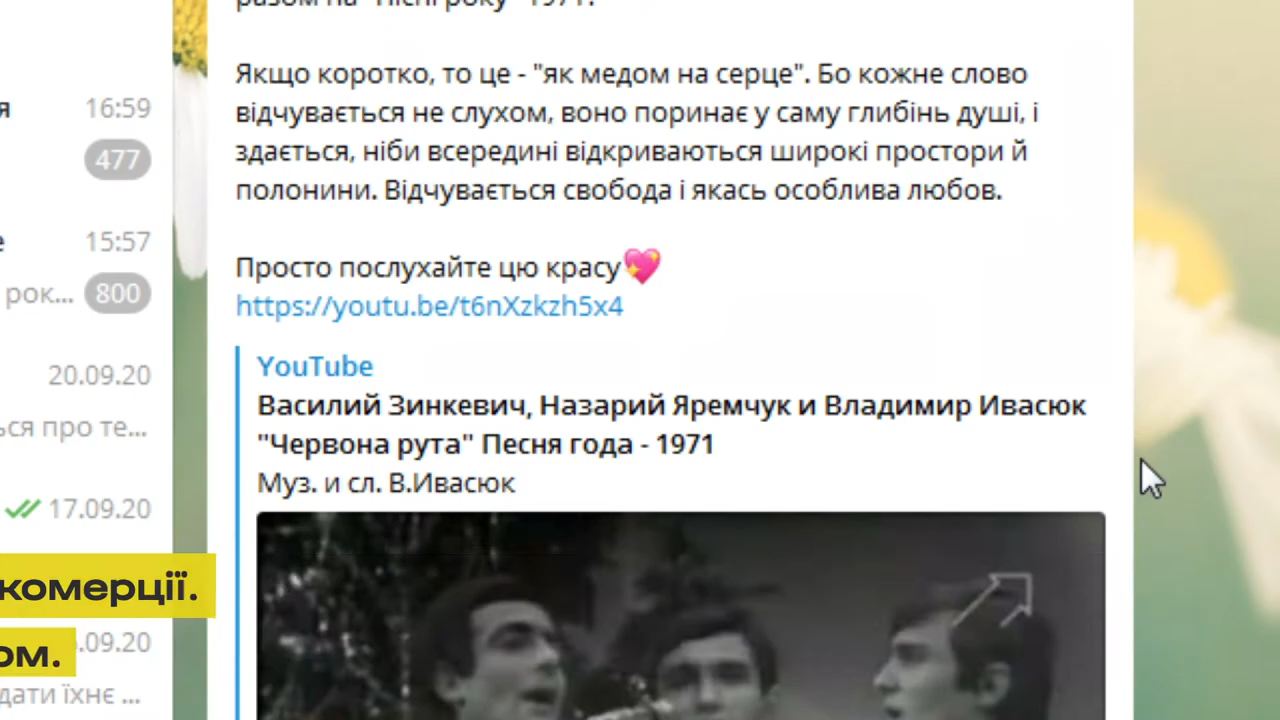 Якщо коротко, то це - "як медом на серце". Бо кожне слово
відчувається не слухом, воно поринає у саму глибінь душі, і
здається, ніби всередині відкриваються широкі простори й
полонини. Відчувається свобода і якась особлива любов.
Просто послухайте цю красу💖
https://youtu.be/t6nXzkzh5x4
YouTube
Василий Зинкевич, Назарий Яремчук и Владимир Ивасюк
"Червона рута" Песня года - 1971
Муз. и сл. В.Ивасюк
я 16:59
477
е 15:57
рок... 800
20.09.20
ься про те...
17.09.20
комерції.
.09.20
ом.
дати їхнє ...